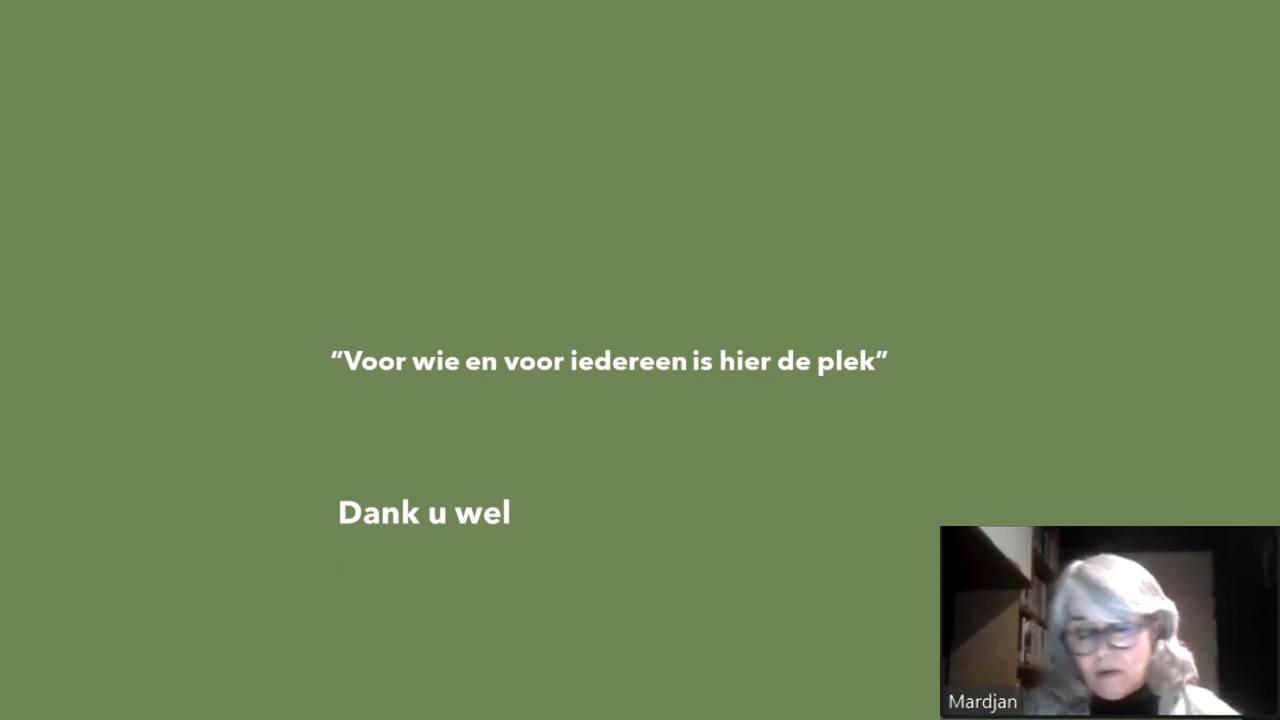 “Voor wie en voor iedereen is hier de plek”
Dank u wel
Mardjan